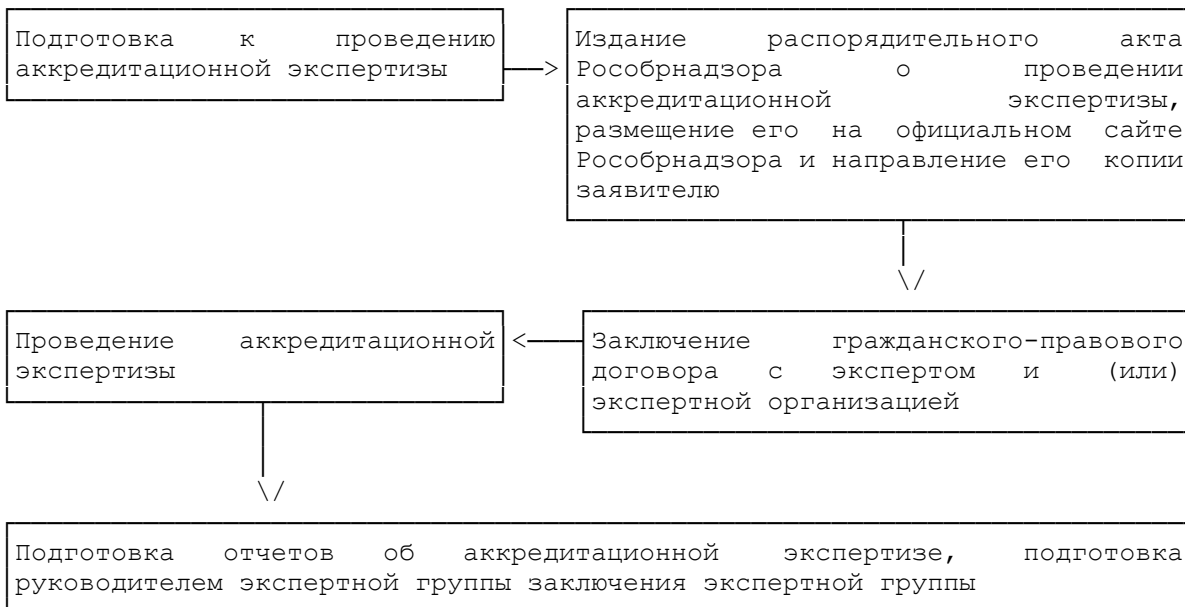 Подготовка к проведению
аккредитационной экспертизы
Издание распорядительного акта
Рособрнадзора о проведении
аккредитационной экспертизы,
размещение его на официальном сайте
Рособрнадзора и направление его копии
заявителю
Заключение гражданского-правового
договора с экспертом и (или)
экспертной организацией
Проведение аккредитационной
экспертизы
Подготовка отчетов об аккредитационной экспертизе, подготовка
руководителем экспертной группы заключения экспертной группы